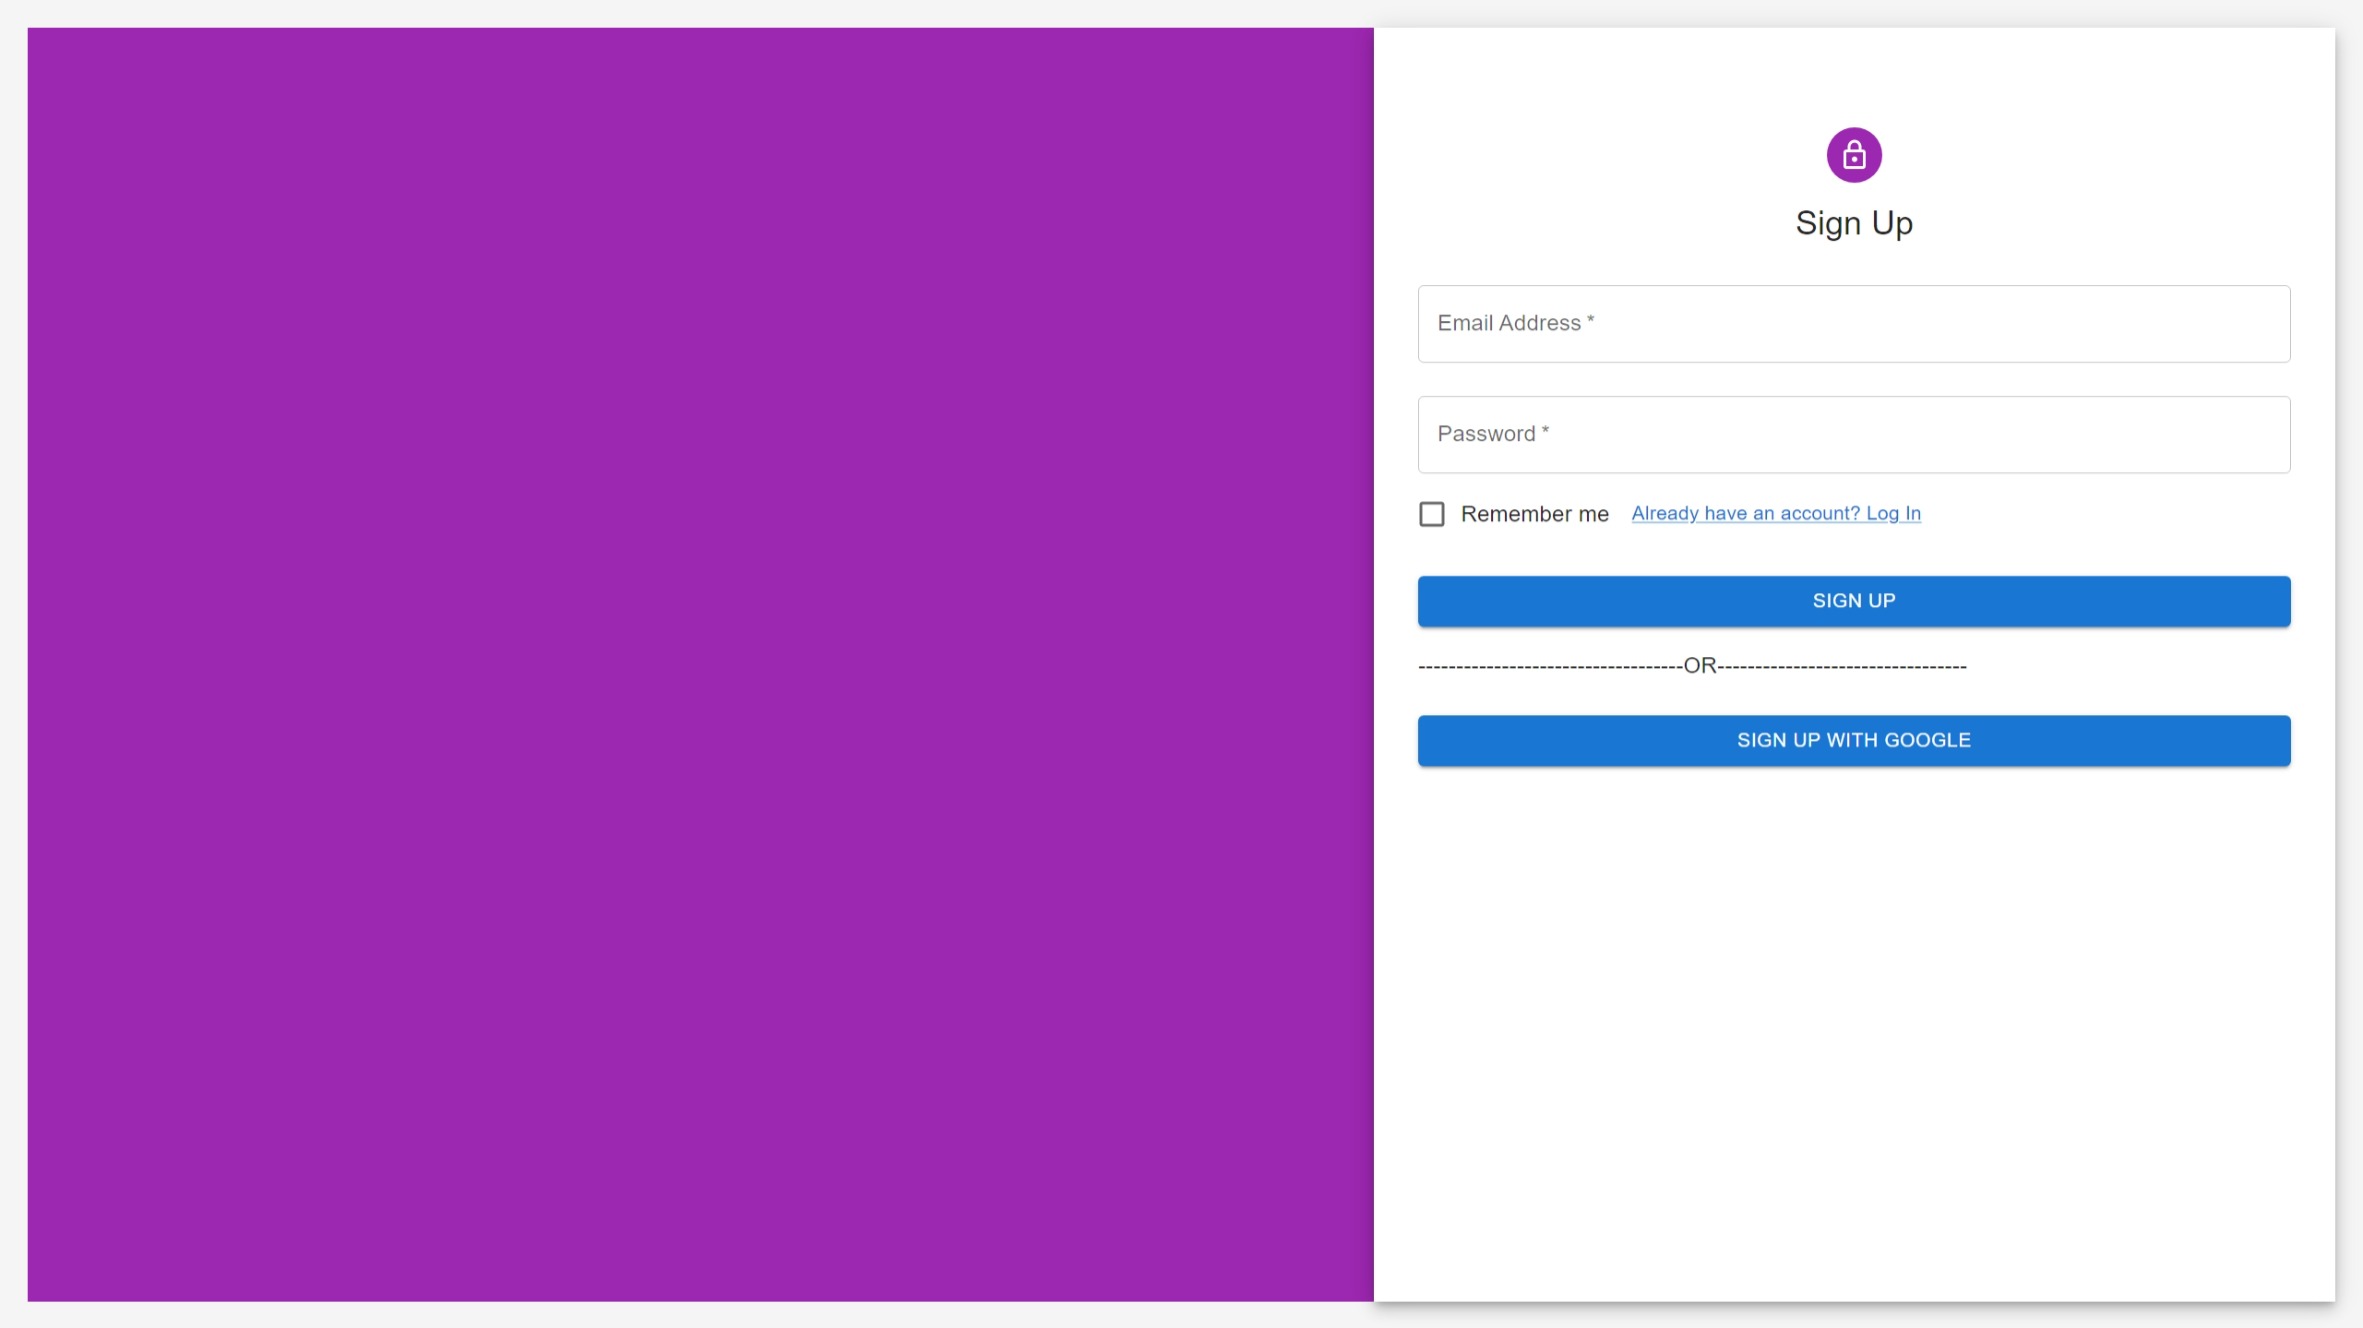 Sign Up
Email Address *
Password *
Remember me Already have an account? Log In
SIGN UP
-----------------------------------OR---------------------------------
SIGN UP WITH GOOGLE